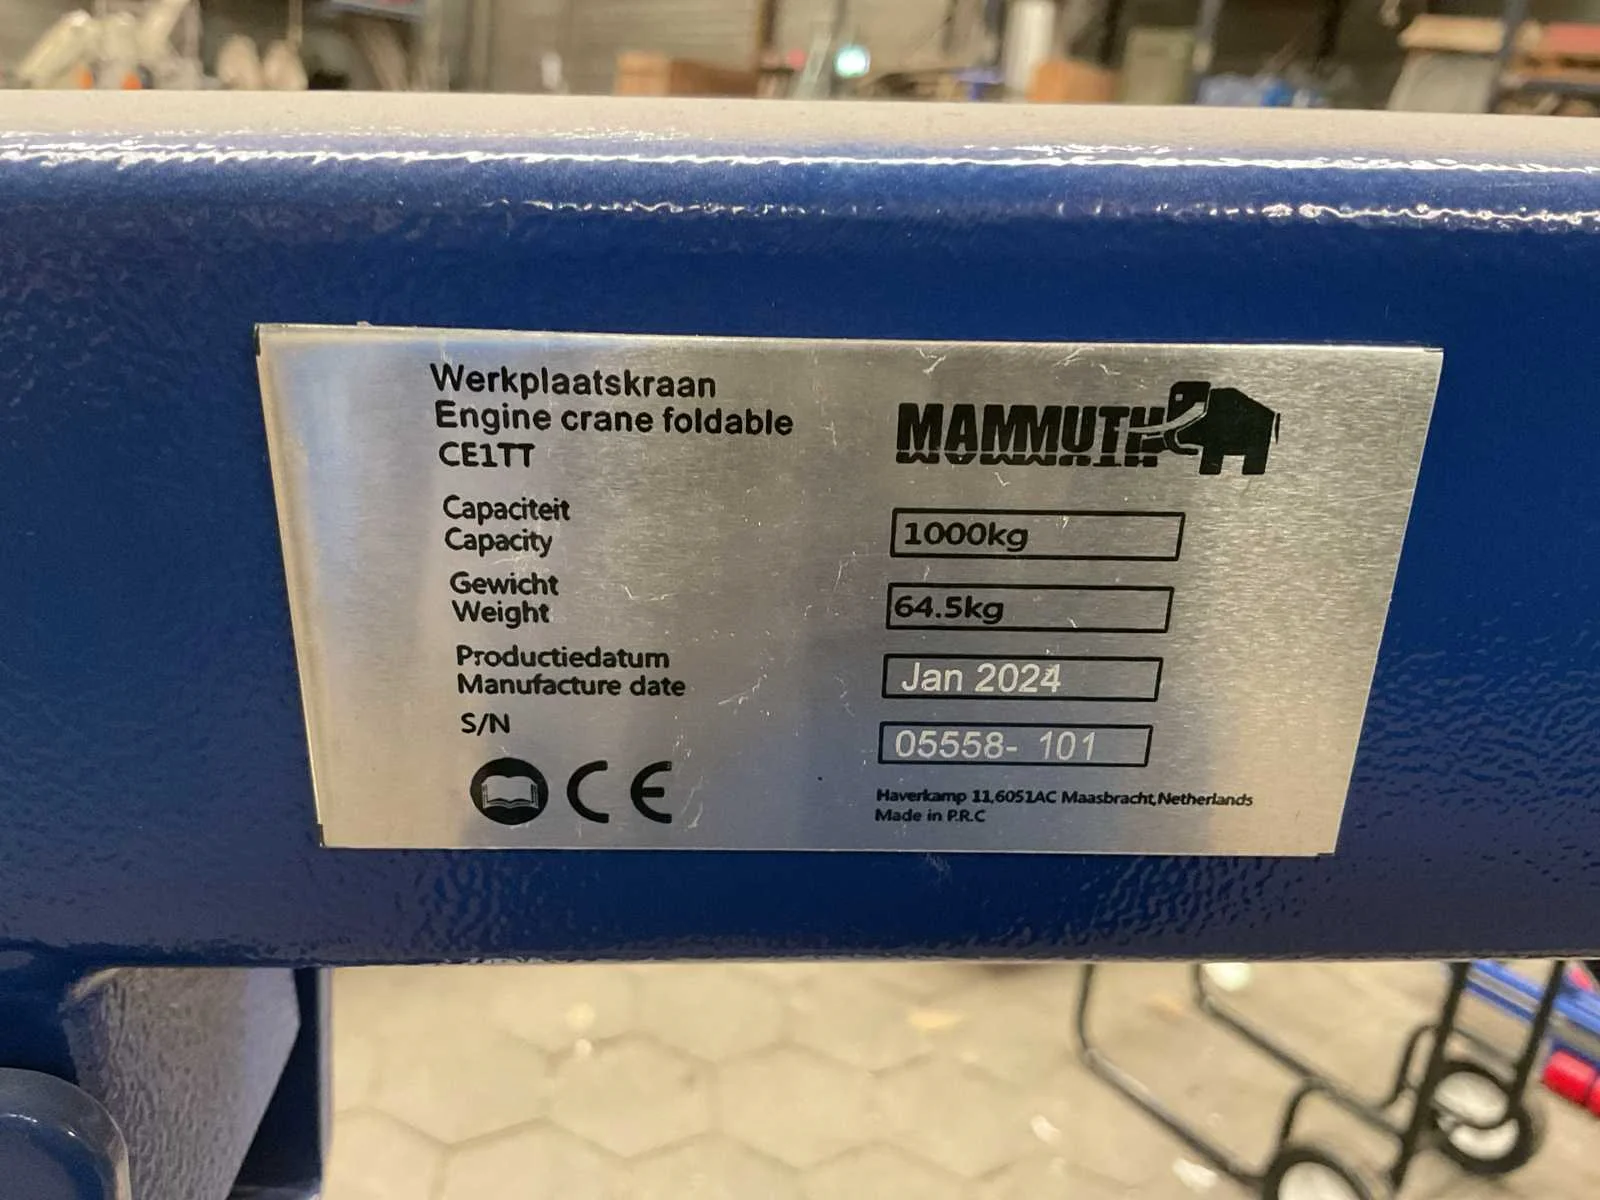 Werkplaatskraan
Engine crane foldable
CE1TT
MAMMUTH
Capaciteit
Capacity
1000kg
Gewicht
Weight
64.5kg
Productiedatum
Manufacture date
Jan 2024
S/N
05558- 101
CE
Haverkamp 11,6051AC Maasbracht,Netherlands
Made in P.R.C